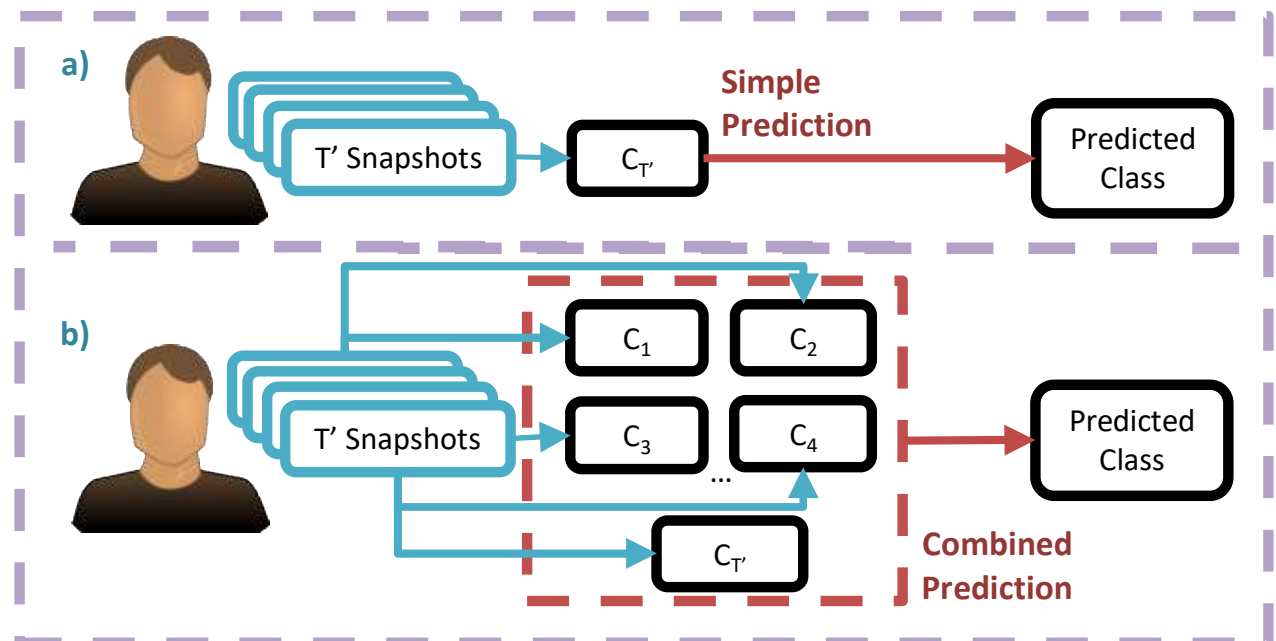 a)
T’ Snapshots
C_T’
Simple
Prediction
Predicted
Class
b)
T’ Snapshots
C_1
C_2
C_3
C_4
...
C_T’
Combined
Prediction
Predicted
Class